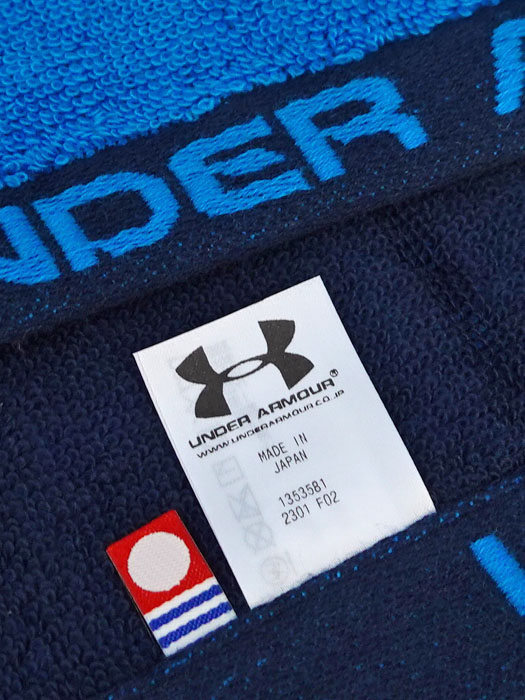 UNDER A
UNDER ARMOUR®
WWW.UNDERARMOUR.CO.JP
MADE IN
JAPAN
1353581
2301 F02